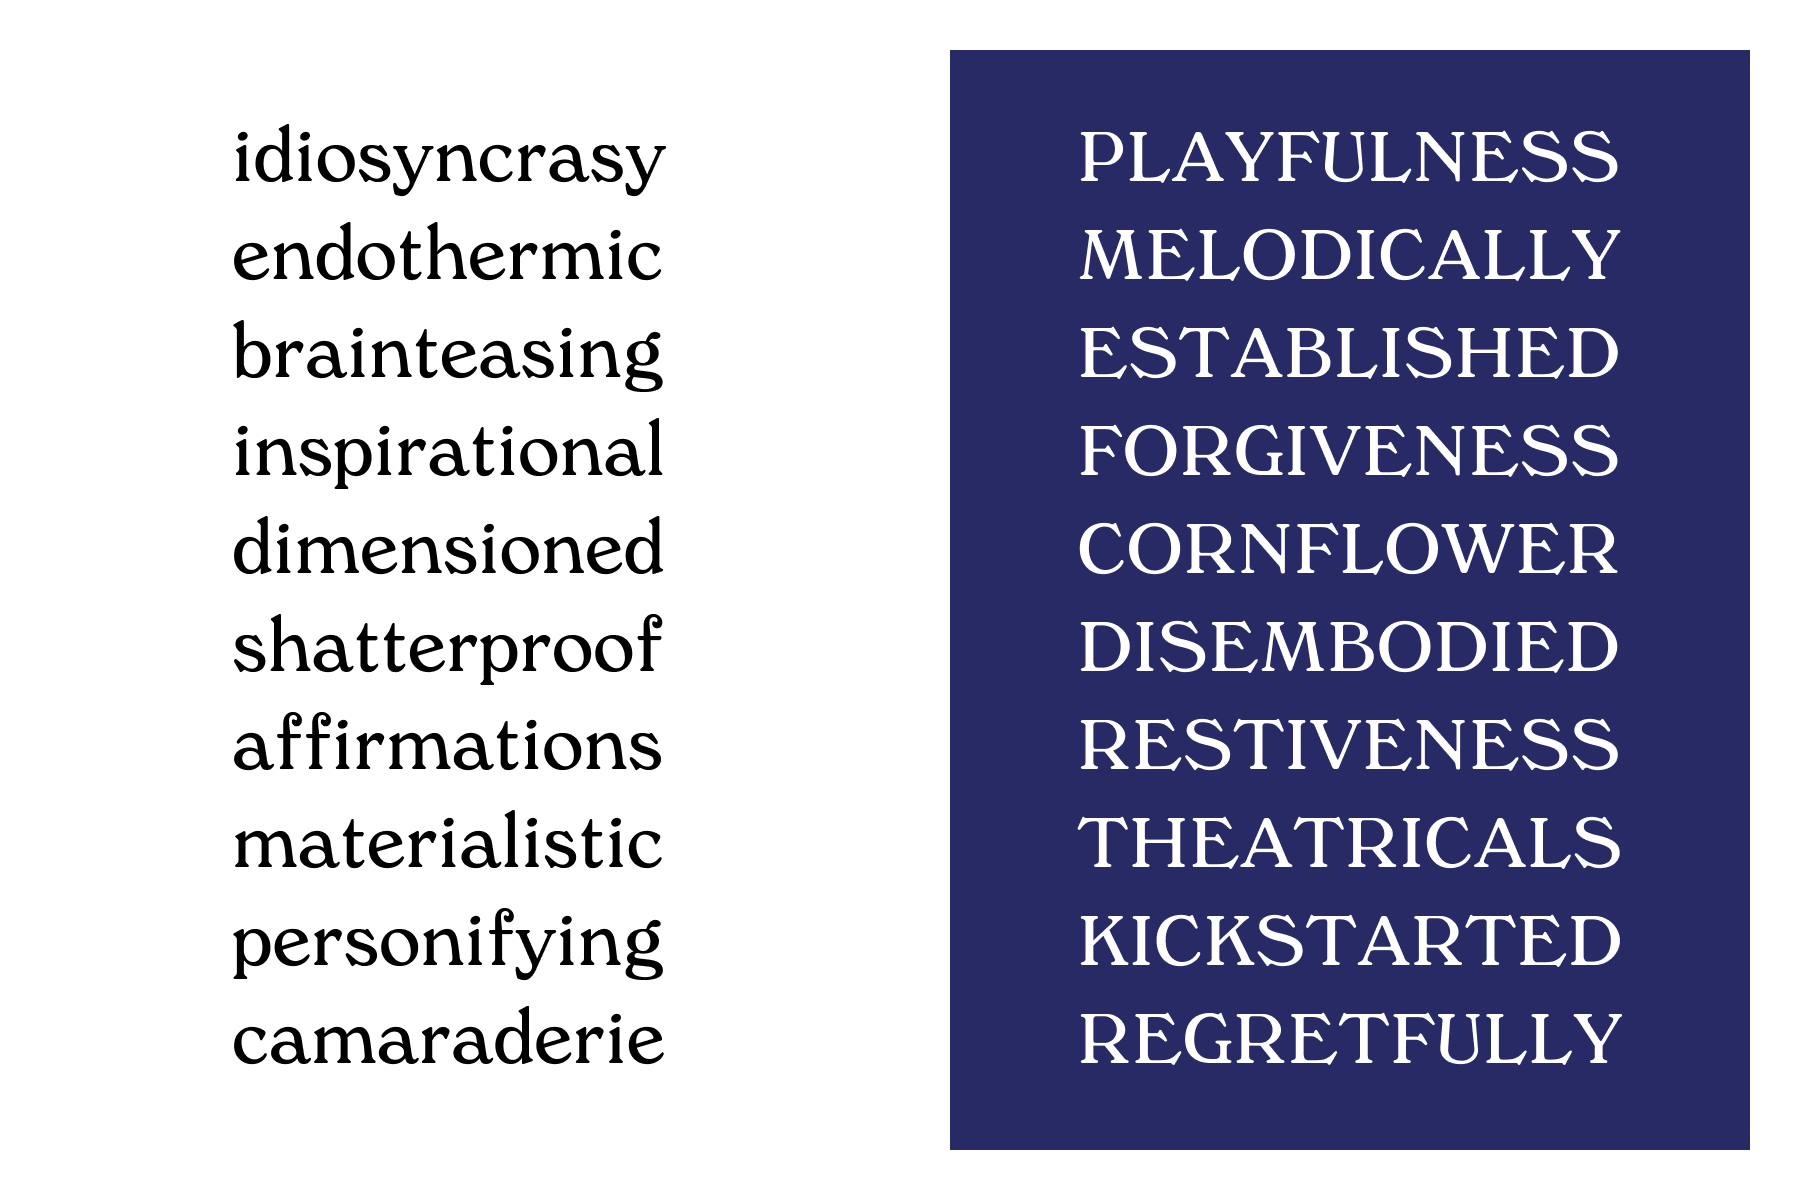 idiosyncrasy
endothermic
brainteasing
inspirational
dimensioned
shatterproof
affirmations
materialistic
personifying
camaraderie
PLAYFULNESS
MELODICALLY
ESTABLISHED
FORGIVENESS
CORNFLOWER
DISEMBODIED
RESTIVENESS
THEATRICALS
KICKSTARTED
REGRETFULLY